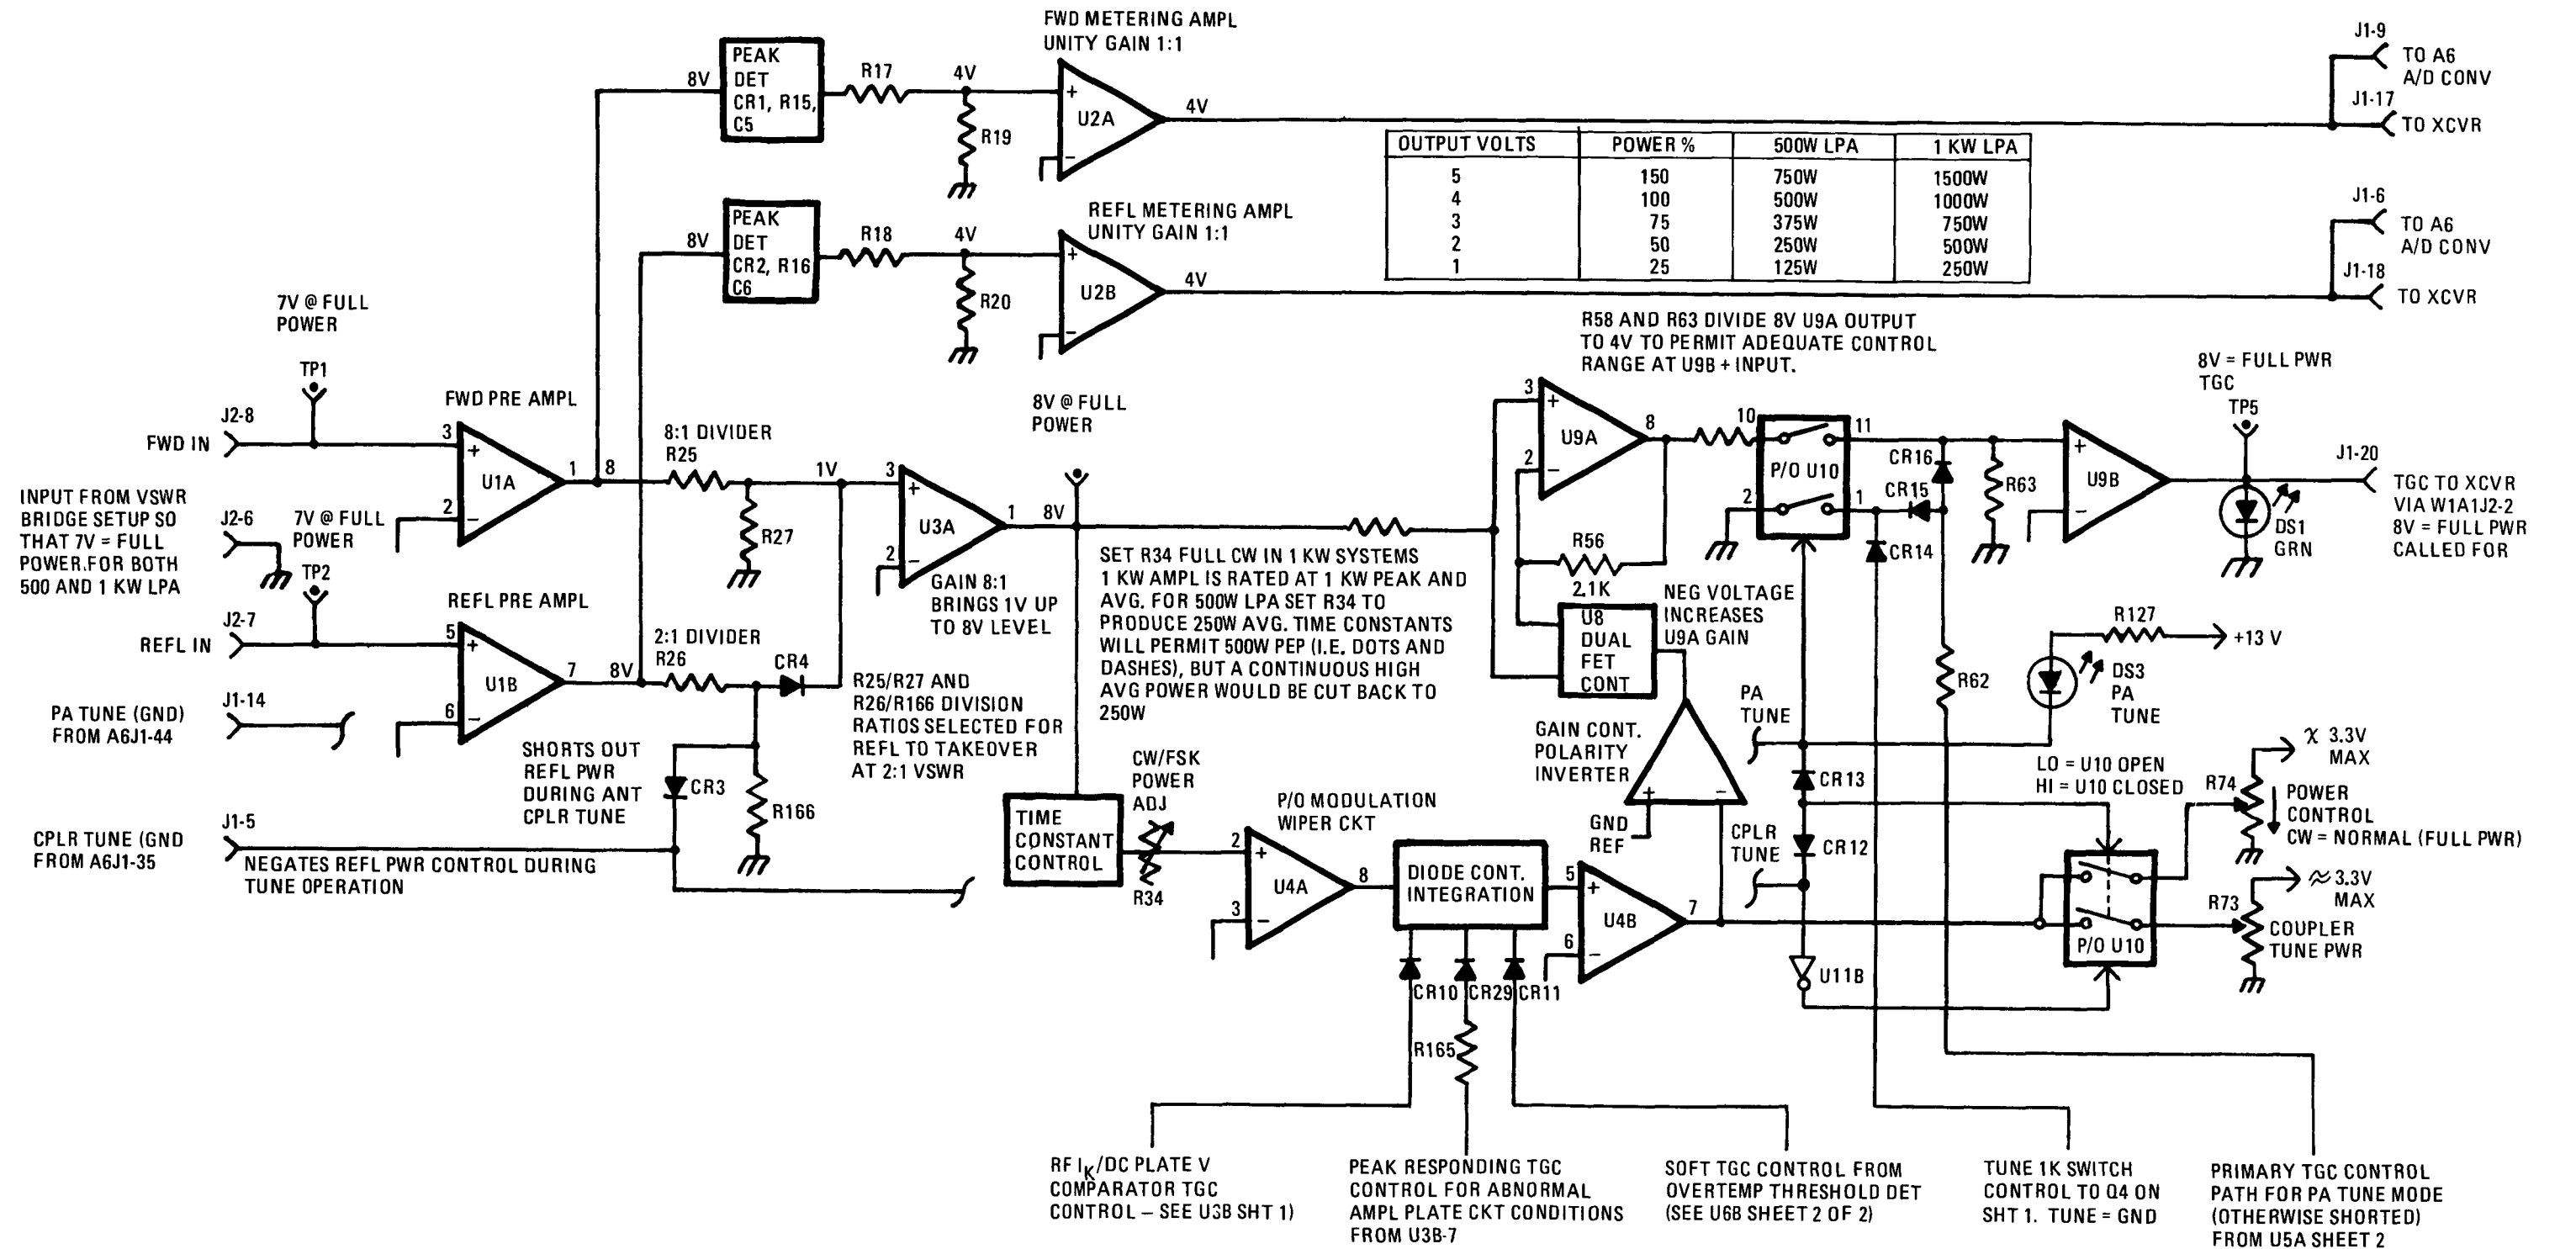 FWD METERING AMPL
UNITY GAIN 1:1
PEAK
DET
CR1, R15,
C5
8V
R17
4V
R19
+
−
U2A
4V
J1-9
TO A6
A/D CONV
J1-17
TO XCVR
OUTPUT VOLTS POWER % 500W LPA 1 KW LPA
5 150 750W 1500W
4 100 500W 1000W
3 75 375W 750W
2 50 250W 500W
1 25 125W 250W
PEAK
DET
CR2, R16
C6
8V
R18
4V
R20
REFL METERING AMPL
UNITY GAIN 1:1
+
−
U2B
4V
J1-6
TO A6
A/D CONV
J1-18
TO XCVR
7V @ FULL
POWER
TP1
J2-8
FWD IN
FWD PRE AMPL
3
+
U1A
2
−
1
8
INPUT FROM VSWR
BRIDGE SETUP SO
THAT 7V = FULL
POWER.FOR BOTH
500 AND 1 KW LPA
J2-6
7V @ FULL
POWER
TP2
J2-7
REFL IN
REFL PRE AMPL
5
+
U1B
6
−
7
8V
J1-14
PA TUNE (GND)
FROM A6J1-44
J1-5
CPLR TUNE (GND
FROM A6J1-35
NEGATES REFL PWR CONTROL DURING
TUNE OPERATION
8:1 DIVIDER
R25
R27
1V
2:1 DIVIDER
R26
CR4
SHORTS OUT
REFL PWR
DURING ANT
CPLR TUNE
CR3
R166
3
+
U3A
2
−
1
8V
GAIN 8:1
BRINGS 1V UP
TO 8V LEVEL
8V @ FULL
POWER
R25/R27 AND
R26/R166 DIVISION
RATIOS SELECTED FOR
REFL TO TAKEOVER
AT 2:1 VSWR
SET R34 FULL CW IN 1 KW SYSTEMS
1 KW AMPL IS RATED AT 1 KW PEAK AND
AVG. FOR 500W LPA SET R34 TO
PRODUCE 250W AVG. TIME CONSTANTS
WILL PERMIT 500W PEP (I.E. DOTS AND
DASHES), BUT A CONTINUOUS HIGH
AVG POWER WOULD BE CUT BACK TO
250W
TIME
CONSTANT
CONTROL
CW/FSK
POWER
ADJ
R34
P/O MODULATION
WIPER CKT
2
+
U4A
3
−
8
DIODE CONT.
INTEGRATION
5
+
U4B
6
−
7
CR10
CR29
CR11
R165
R58 AND R63 DIVIDE 8V U9A OUTPUT
TO 4V TO PERMIT ADEQUATE CONTROL
RANGE AT U9B + INPUT.
3
+
U9A
2
−
8
R56
2.1K
U8
DUAL
FET
CONT
NEG VOLTAGE
INCREASES
U9A GAIN
GAIN CONT.
POLARITY
INVERTER
+
−
GND
REF
10
11
P/O U10
2
1
CR16
CR15
CR14
R63
R62
+
U9B
−
8V = FULL PWR
TGC
TP5
DS1
GRN
J1-20
TGC TO XCVR
VIA W1A1J2-2
8V = FULL PWR
CALLED FOR
R127
+13 V
DS3
PA
TUNE
PA
TUNE
CR13
CPLR
TUNE
CR12
U11B
LO = U10 OPEN
HI = U10 CLOSED
P/O U10
R74
χ 3.3V
MAX
POWER
CONTROL
CW = NORMAL (FULL PWR)
R73
≈ 3.3V
MAX
COUPLER
TUNE PWR
RF IK/DC PLATE V
COMPARATOR TGC
CONTROL – SEE U3B SHT 1)
PEAK RESPONDING TGC
CONTROL FOR ABNORMAL
AMPL PLATE CKT CONDITIONS
FROM U3B-7
SOFT TGC CONTROL FROM
OVERTEMP THRESHOLD DET
(SEE U6B SHEET 2 OF 2)
TUNE 1K SWITCH
CONTROL TO Q4 ON
SHT 1. TUNE = GND
PRIMARY TGC CONTROL
PATH FOR PA TUNE MODE
(OTHERWISE SHORTED)
FROM U5A SHEET 2